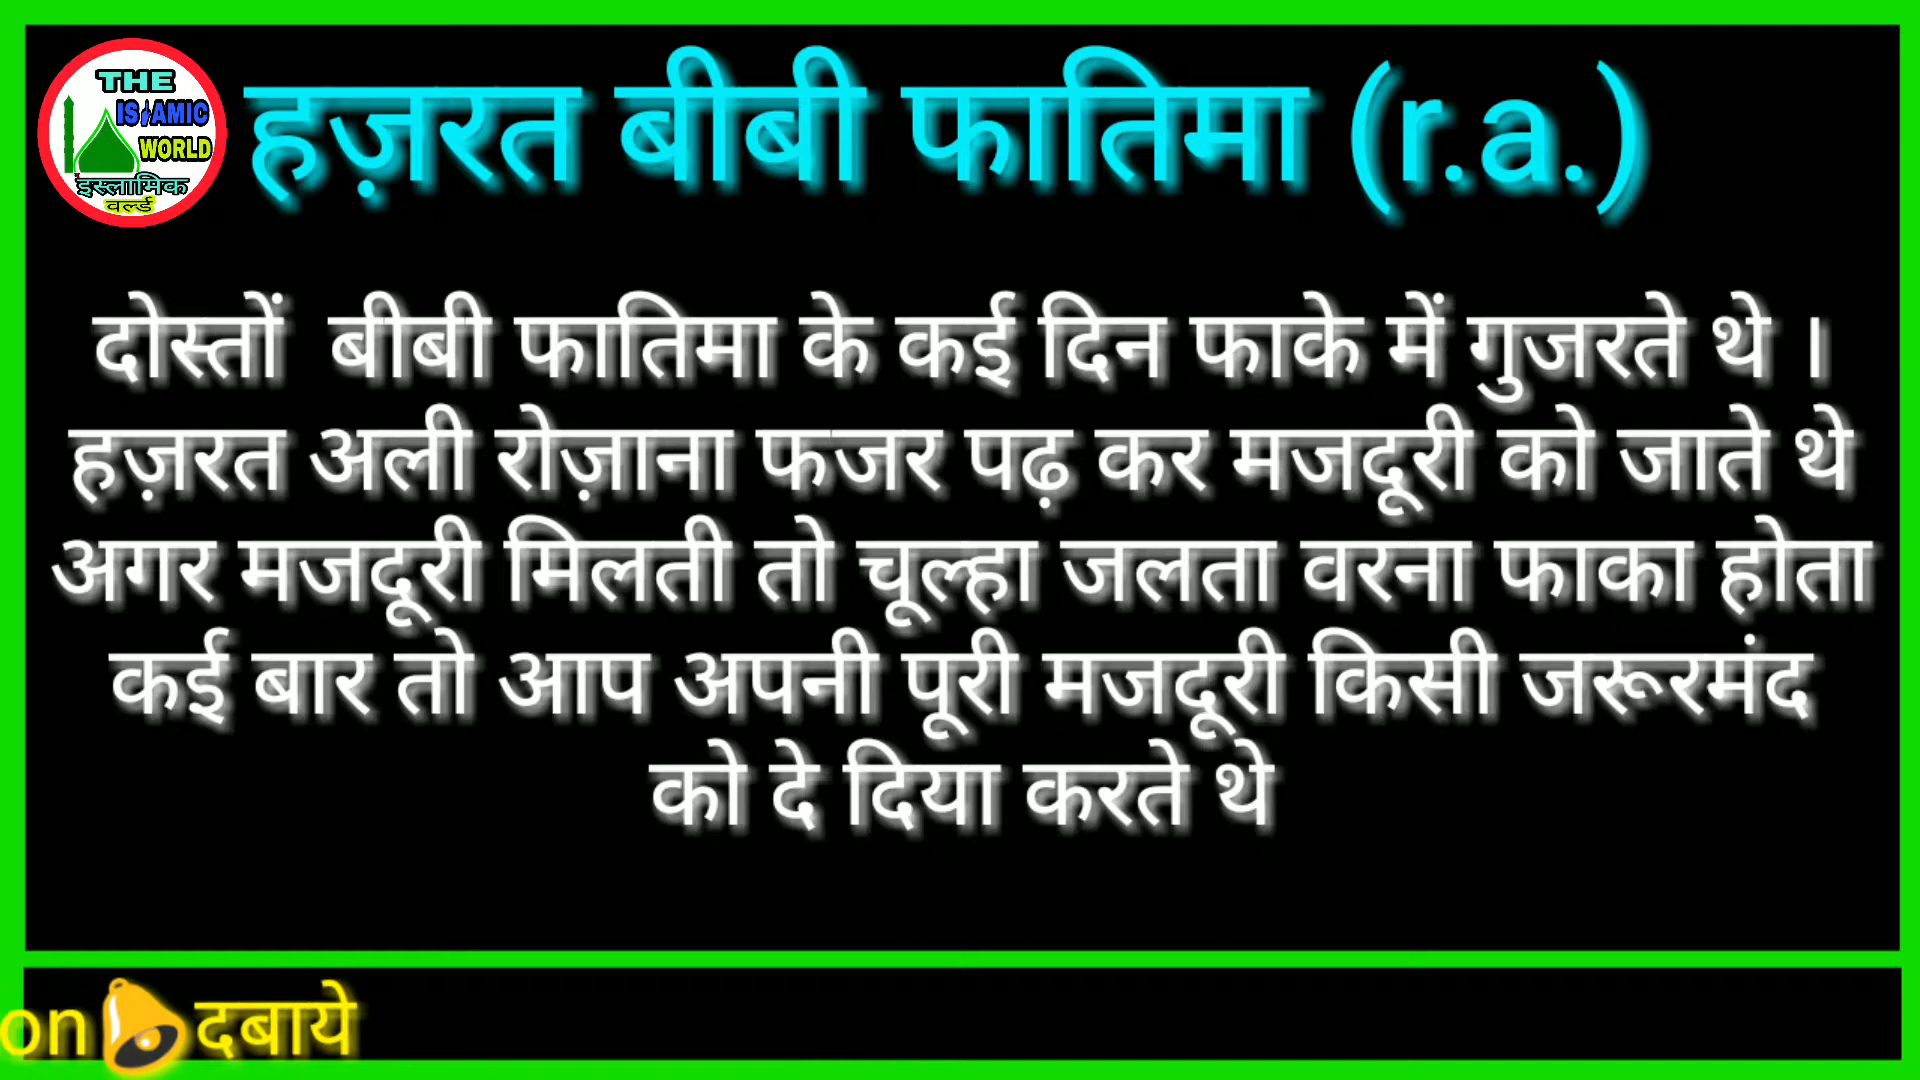 THE
ISLAMIC
WORLD
इस्लामिक
वर्ल्ड
हज़रत बीबी फातिमा (r.a.)
दोस्तों बीबी फातिमा के कई दिन फाके में गुजरते थे ।
हज़रत अली रोज़ाना फजर पढ़ कर मजदूरी को जाते थे
अगर मजदूरी मिलती तो चूल्हा जलता वरना फाका होता
कई बार तो आप अपनी पूरी मजदूरी किसी जरूरमंद
को दे दिया करते थे
on🔔दबाये